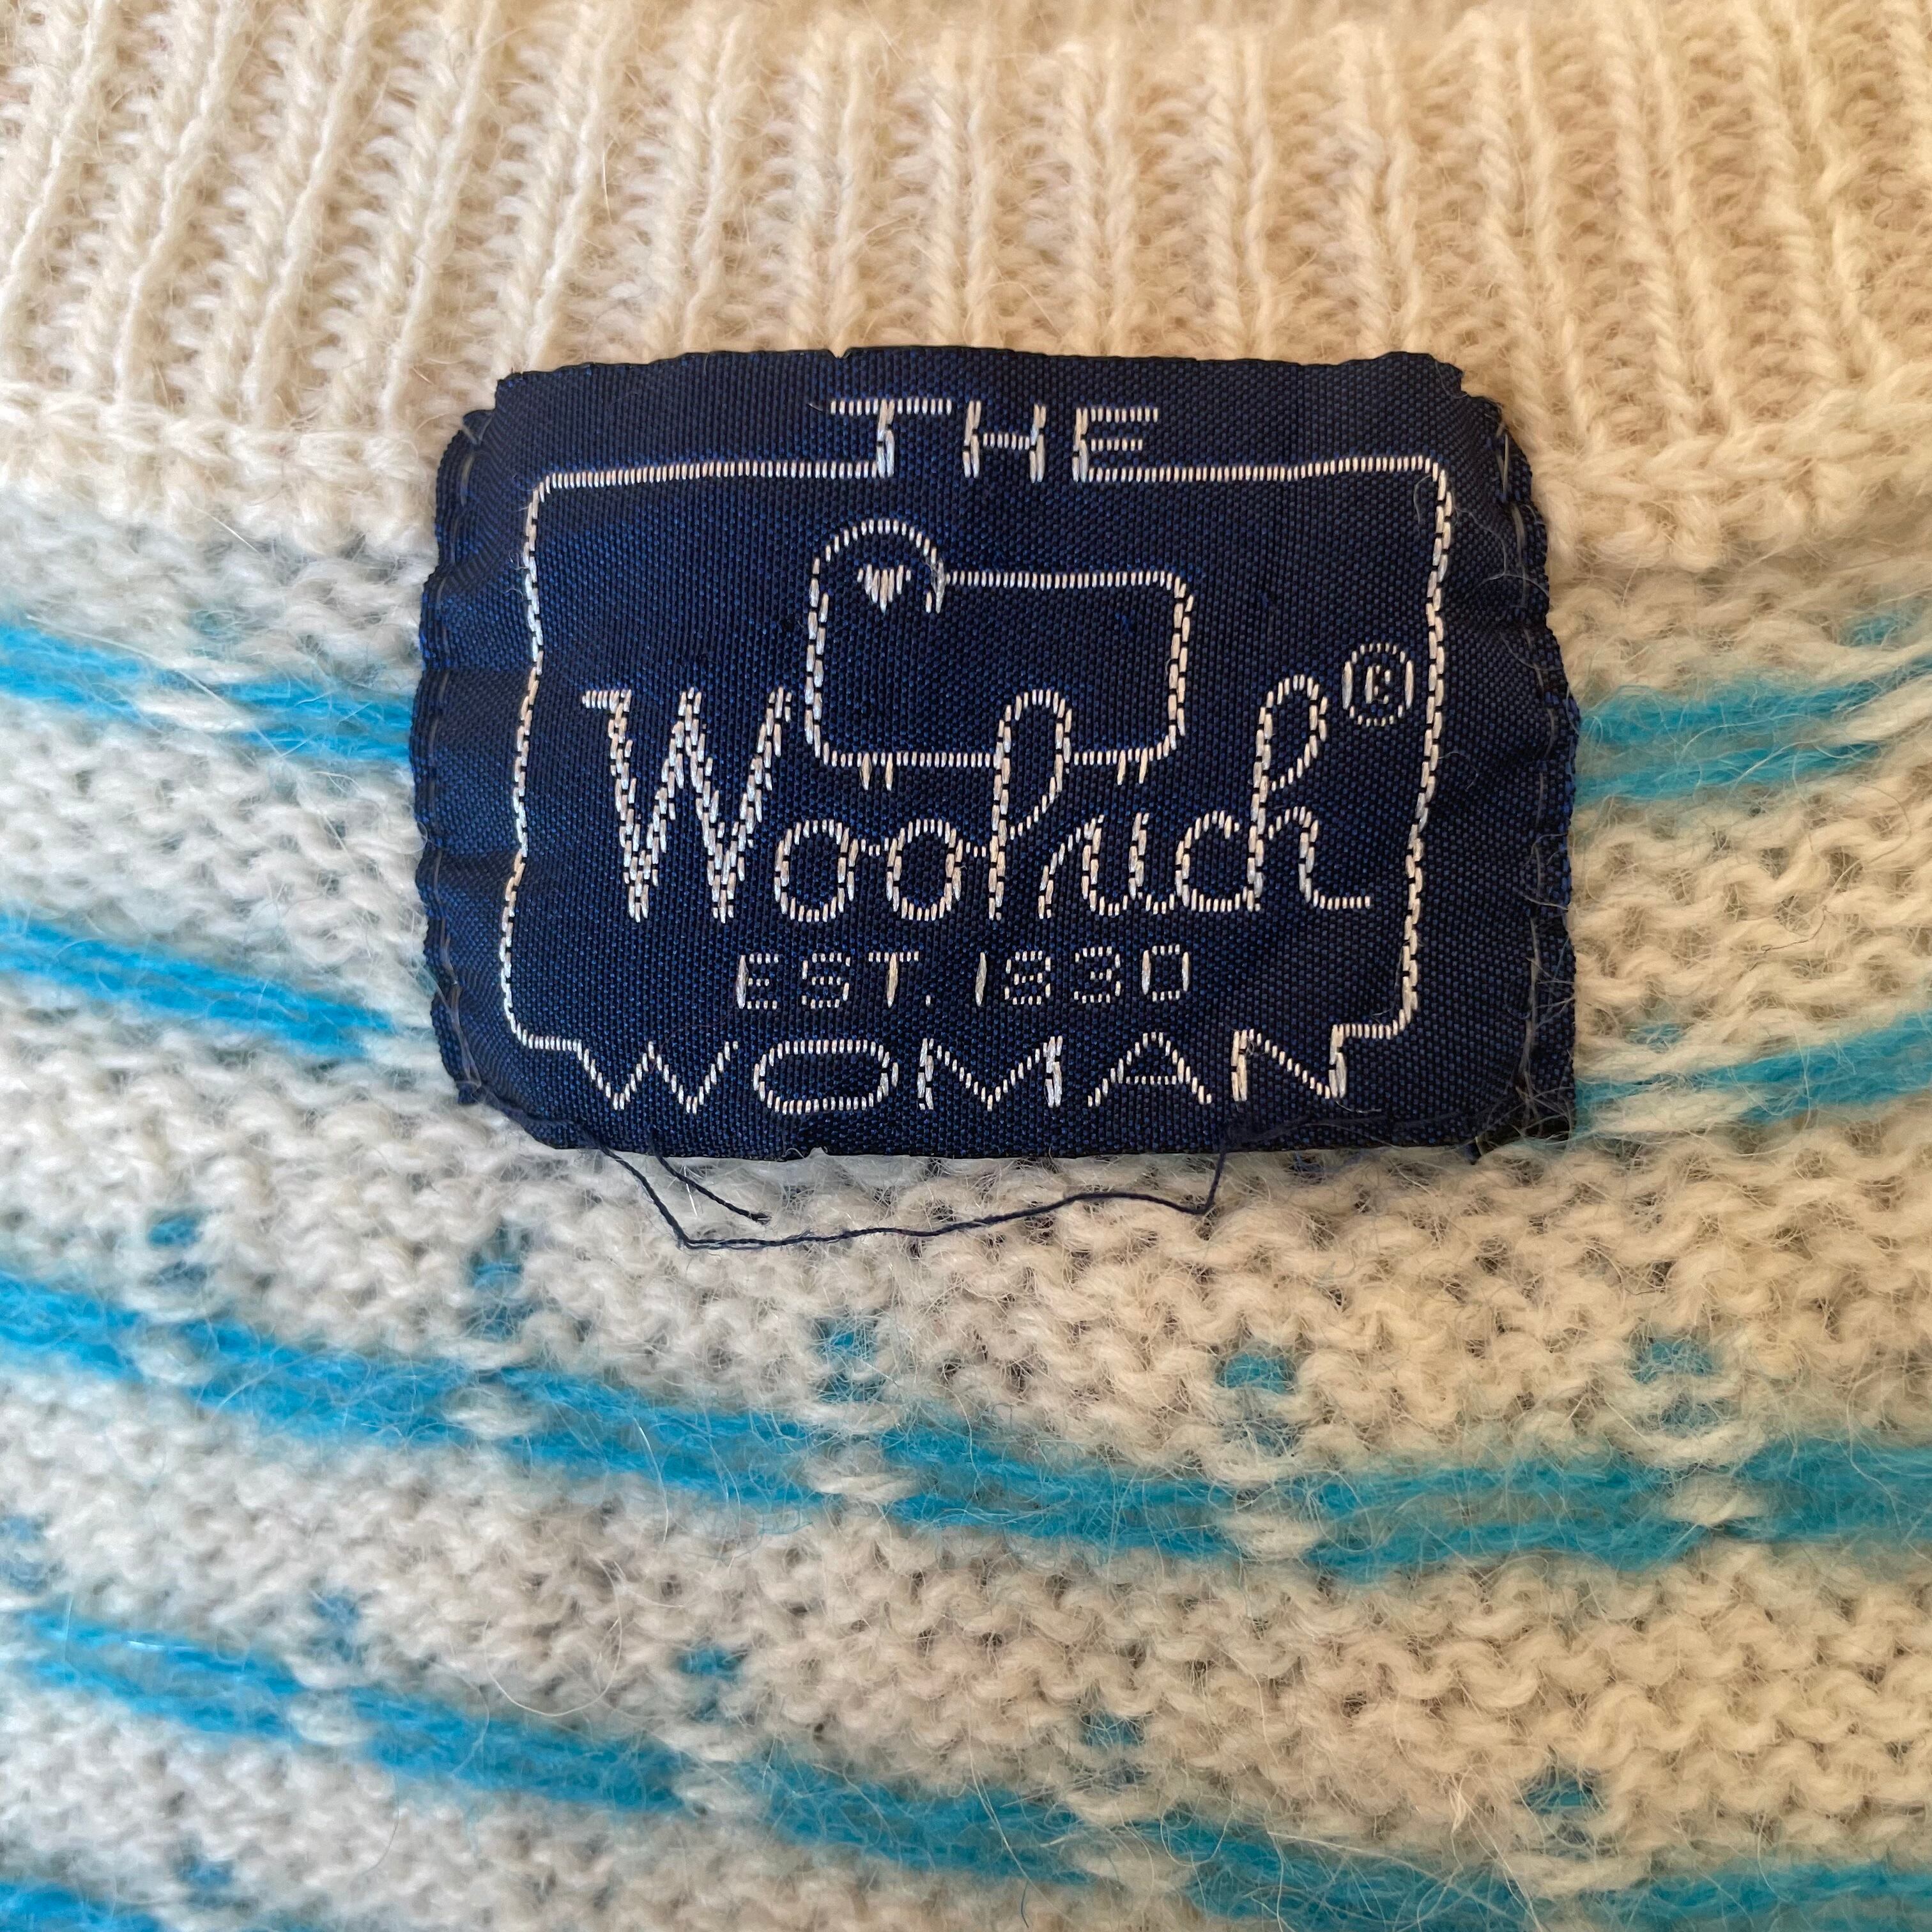 THE
Woolrich®
EST. 1830
WOMAN